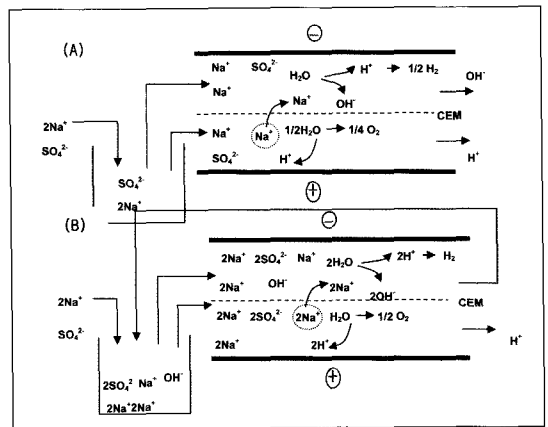 (A)
⊖
Na⁺ SO₄²⁻ H₂O H⁺ 1/2 H₂
OH⁻
Na⁺ Na⁺ OH⁻
CEM
2Na⁺
Na⁺ Na⁺ 1/2H₂O 1/4 O₂
SO₄²⁻
SO₄²⁻ H⁺
H⁺
SO₄²⁻
2Na⁺
⊕
(B)
⊖
2Na⁺ 2SO₄²⁻ Na⁺ 2H₂O 2H⁺ H₂
2Na⁺ OH⁻ 2Na⁺ 2OH⁻
CEM
2Na⁺
2Na⁺ 2SO₄²⁻ 2Na⁺ H₂O 1/2 O₂
SO₄²⁻
2Na⁺ 2H⁺
H⁺
2SO₄² Na⁺ OH⁻
2Na⁺2Na⁺
⊕